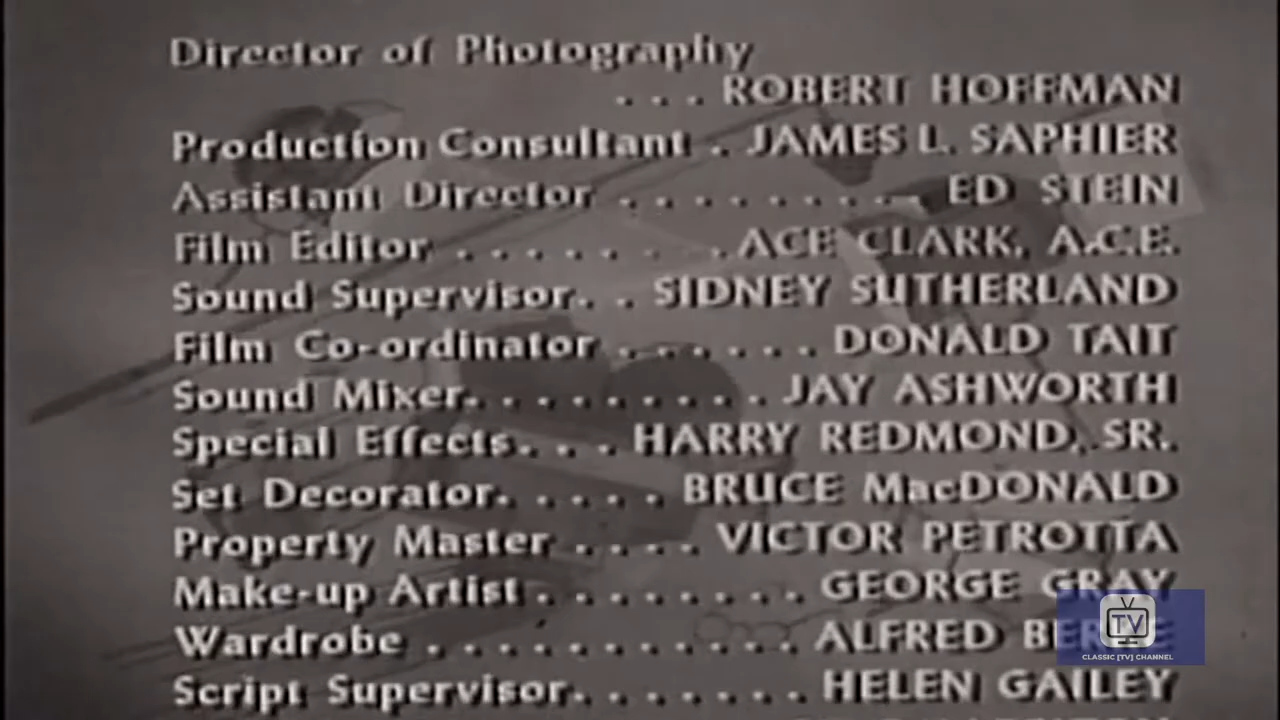 Director of Photography
. . . ROBERT HOFFMAN
Production Consultant . JAMES L. SAPHIER
Assistant Director . . . . . . . . . ED STEIN
Film Editor . . . . . . . . ACE CLARK, A.C.E.
Sound Supervisor. . SIDNEY SUTHERLAND
Film Co-ordinator . . . . . . DONALD TAIT
Sound Mixer. . . . . . . . . . JAY ASHWORTH
Special Effects. . . HARRY REDMOND, SR.
Set Decorator. . . . . BRUCE MacDONALD
Property Master . . . . VICTOR PETROTTA
Make-up Artist . . . . . . . . GEORGE GRAY
Wardrobe . . . . . . . . . . . ALFRED
Script Supervisor. . . . . . . HELEN GAILEY
TV
CLASSIC [TV] CHANNEL